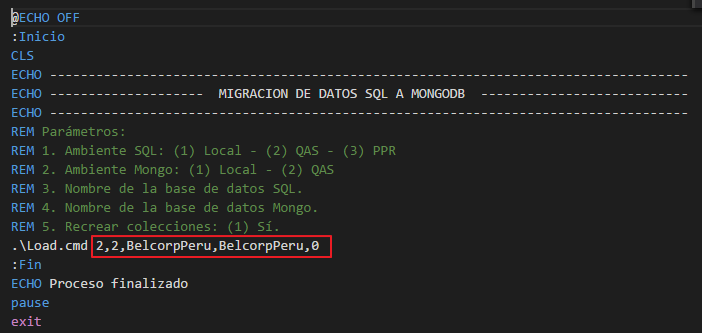 @ECHO OFF
:Inicio
CLS
ECHO -----------------------------------------------------------------------------------
ECHO --------------------  MIGRACION DE DATOS SQL A MONGODB  ---------------------------
ECHO -----------------------------------------------------------------------------------
REM Parámetros:
REM 1. Ambiente SQL: (1) Local - (2) QAS - (3) PPR
REM 2. Ambiente Mongo: (1) Local - (2) QAS
REM 3. Nombre de la base de datos SQL.
REM 4. Nombre de la base de datos Mongo.
REM 5. Recrear colecciones: (1) Sí.
.\Load.cmd 2,2,BelcorpPeru,BelcorpPeru,0
:Fin
ECHO Proceso finalizado
pause
exit